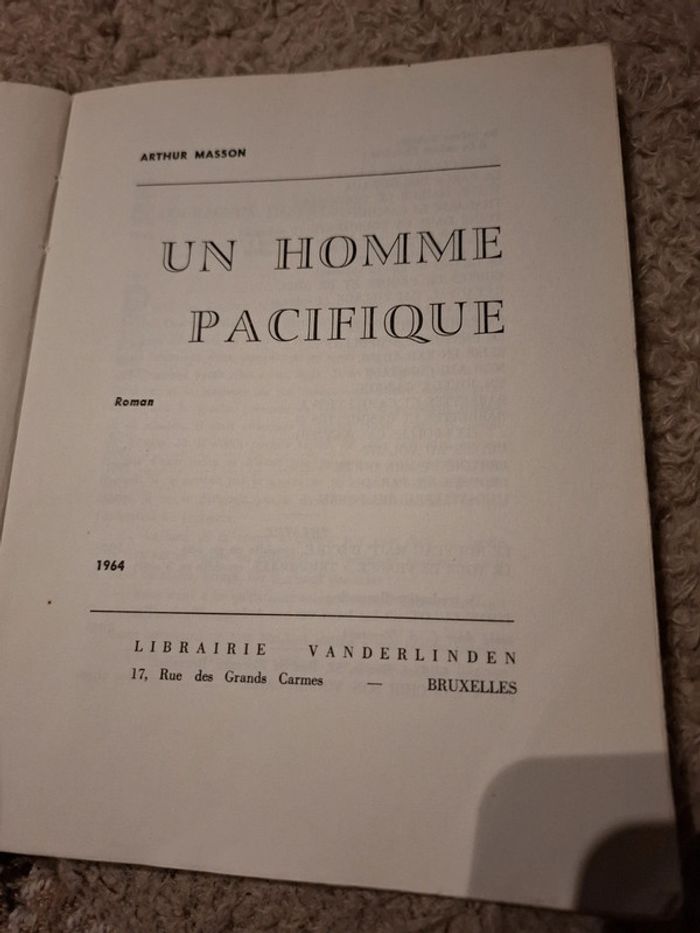 ARTHUR MASSON
UN HOMME
PACIFIQUE
Roman
1964
LIBRAIRIE VANDERLINDEN
17, Rue des Grands Carmes — BRUXELLES